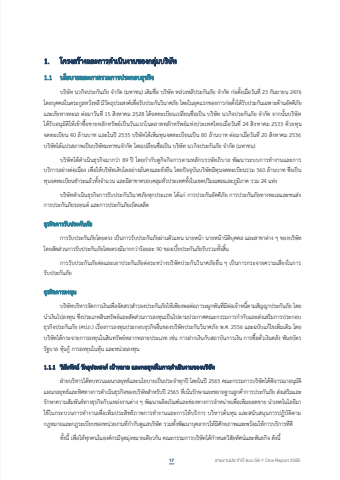 1. โครงสร้างและการดำเนินงานของกลุ่มบริษัท
1.1 นโยบายและภาพรวมการประกอบธุรกิจ
บริษัท นวกิจประกันภัย จำกัด (มหาชน) เดิมชื่อ บริษัท หล่วงหลีประกันภัย จำกัด ก่อตั้งเมื่อวันที่ 23 กันยายน 2476
โดยบุคคลในตระกูลหวั่งหลี มีวัตถุประสงค์เพื่อรับประกันวินาศภัย โดยในยุคแรกของการก่อตั้งได้รับประกันเฉพาะด้านอัคคีภัย
และภัยทางทะเล ต่อมาวันที่ 15 สิงหาคม 2528 ได้จดทะเบียนเปลี่ยนชื่อเป็น บริษัท นวกิจประกันภัย จำกัด จากนั้นบริษัท
ได้รับอนุมัติให้เข้าซื้อขายหลักทรัพย์เป็นวันแรกในตลาดหลักทรัพย์แห่งประเทศไทยเมื่อวันที่ 24 สิงหาคม 2533 ด้วยทุน
จดทะเบียน 40 ล้านบาท และในปี 2535 บริษัทได้เพิ่มทุนจดทะเบียนเป็น 80 ล้านบาท ต่อมาเมื่อวันที่ 20 สิงหาคม 2536
บริษัทได้แปรสภาพเป็นบริษัทมหาชนจำกัด โดยเปลี่ยนชื่อเป็น บริษัท นวกิจประกันภัย จำกัด (มหาชน)
บริษัทได้ดำเนินธุรกิจมากว่า 89 ปี โดยกำกับดูแลกิจการตามหลักบรรษัทภิบาล พัฒนาระบบการทำงานและการ
บริการอย่างต่อเนื่อง เพื่อให้บริษัทเติบโตอย่างมั่นคงและยั่งยืน โดยปัจจุบันบริษัทมีทุนจดทะเบียนรวม 360 ล้านบาท ซึ่งเป็น
ทุนจดทะเบียนชำระแล้วทั้งจำนวน และมีสาขาครอบคลุมทั่วประเทศทั้งในเขตปริมณฑลและภูมิภาค รวม 24 แห่ง
บริษัทดำเนินธุรกิจการรับประกันวินาศภัยทุกประเภท ได้แก่ การประกันอัคคีภัย การประกันภัยทางทะเลและขนส่ง
การประกันภัยรถยนต์ และการประกันภัยเบ็ดเตล็ด
ธุรกิจการรับประกันภัย
การรับประกันภัยโดยตรง เป็นการรับประกันภัยผ่านตัวแทน นายหน้า นายหน้านิติบุคคล และสาขาต่าง ๆ ของบริษัท
โดยสัดส่วนการรับประกันภัยโดยตรงมีมากกว่าร้อยละ 90 ของเบี้ยประกันภัยรับรวมทั้งสิ้น
การรับประกันภัยต่อและเอาประกันภัยต่อระหว่างบริษัทประกันวินาศภัยอื่น ๆ เป็นการกระจายความเสี่ยงในการ
รับประกันภัย
ธุรกิจการลงทุน
บริษัทบริหารจัดการเงินเพื่อจัดสรรสำรองประกันภัยให้เพียงพอต่อภาระผูกพันที่มีต่อเจ้าหนี้ตามสัญญาประกันภัย โดย
นำเงินไปลงทุน ซึ่งประเภทสินทรัพย์และสัดส่วนการลงทุนเป็นไปตามประกาศคณะกรรมการกำกับและส่งเสริมการประกอบ
ธุรกิจประกันภัย (คปภ.) เรื่องการลงทุนประกอบธุรกิจอื่นของบริษัทประกันวินาศภัย พ.ศ. 2556 และฉบับแก้ไขเพิ่มเติม โดย
บริษัทได้กระจายการลงทุนในสินทรัพย์หลากหลายประเภท เช่น การฝากเงินกับสถาบันการเงิน การซื้อตั๋วเงินคลัง พันธบัตร
รัฐบาล หุ้นกู้ การลงทุนในหุ้น และหน่วยลงทุน
1.1.1 วิสัยทัศน์ วัตถุประสงค์ เป้าหมาย และกลยุทธ์ในการดำเนินงานของบริษัท
ฝ่ายบริหารได้ทบทวนแผนกลยุทธ์และนโยบายเป็นประจำทุกปี โดยในปี 2565 คณะกรรมการบริษัทได้พิจารณาอนุมัติ
แผนกลยุทธ์และทิศทางการดำเนินธุรกิจของบริษัทสำหรับปี 2565 ที่เน้นรักษาและขยายฐานลูกค้าการประกันภัย ส่งเสริมและ
รักษาความสัมพันธ์ทางธุรกิจกับแหล่งงานต่าง ๆ พัฒนาผลิตภัณฑ์และช่องทางการจำหน่ายเพื่อเพิ่มยอดขาย นำเทคโนโลยีมา
ใช้ในกระบวนการทำงานเพื่อเพิ่มประสิทธิภาพการทำงานและการให้บริการ บริหารต้นทุน และสนับสนุนการปฏิบัติตาม
กฎหมายและกฎระเบียบของหน่วยงานที่กำกับดูแลบริษัท รวมทั้งพัฒนาบุคลากรให้มีศักยภาพและพร้อมให้การบริการที่ดี
ทั้งนี้ เพื่อให้ทุกคนในองค์กรมีจุดมุ่งหมายเดียวกัน คณะกรรมการบริษัทได้กำหนดวิสัยทัศน์และพันธกิจ ดังนี้
17 รายงานประจำปี แบบ 56-1 One Report 2565